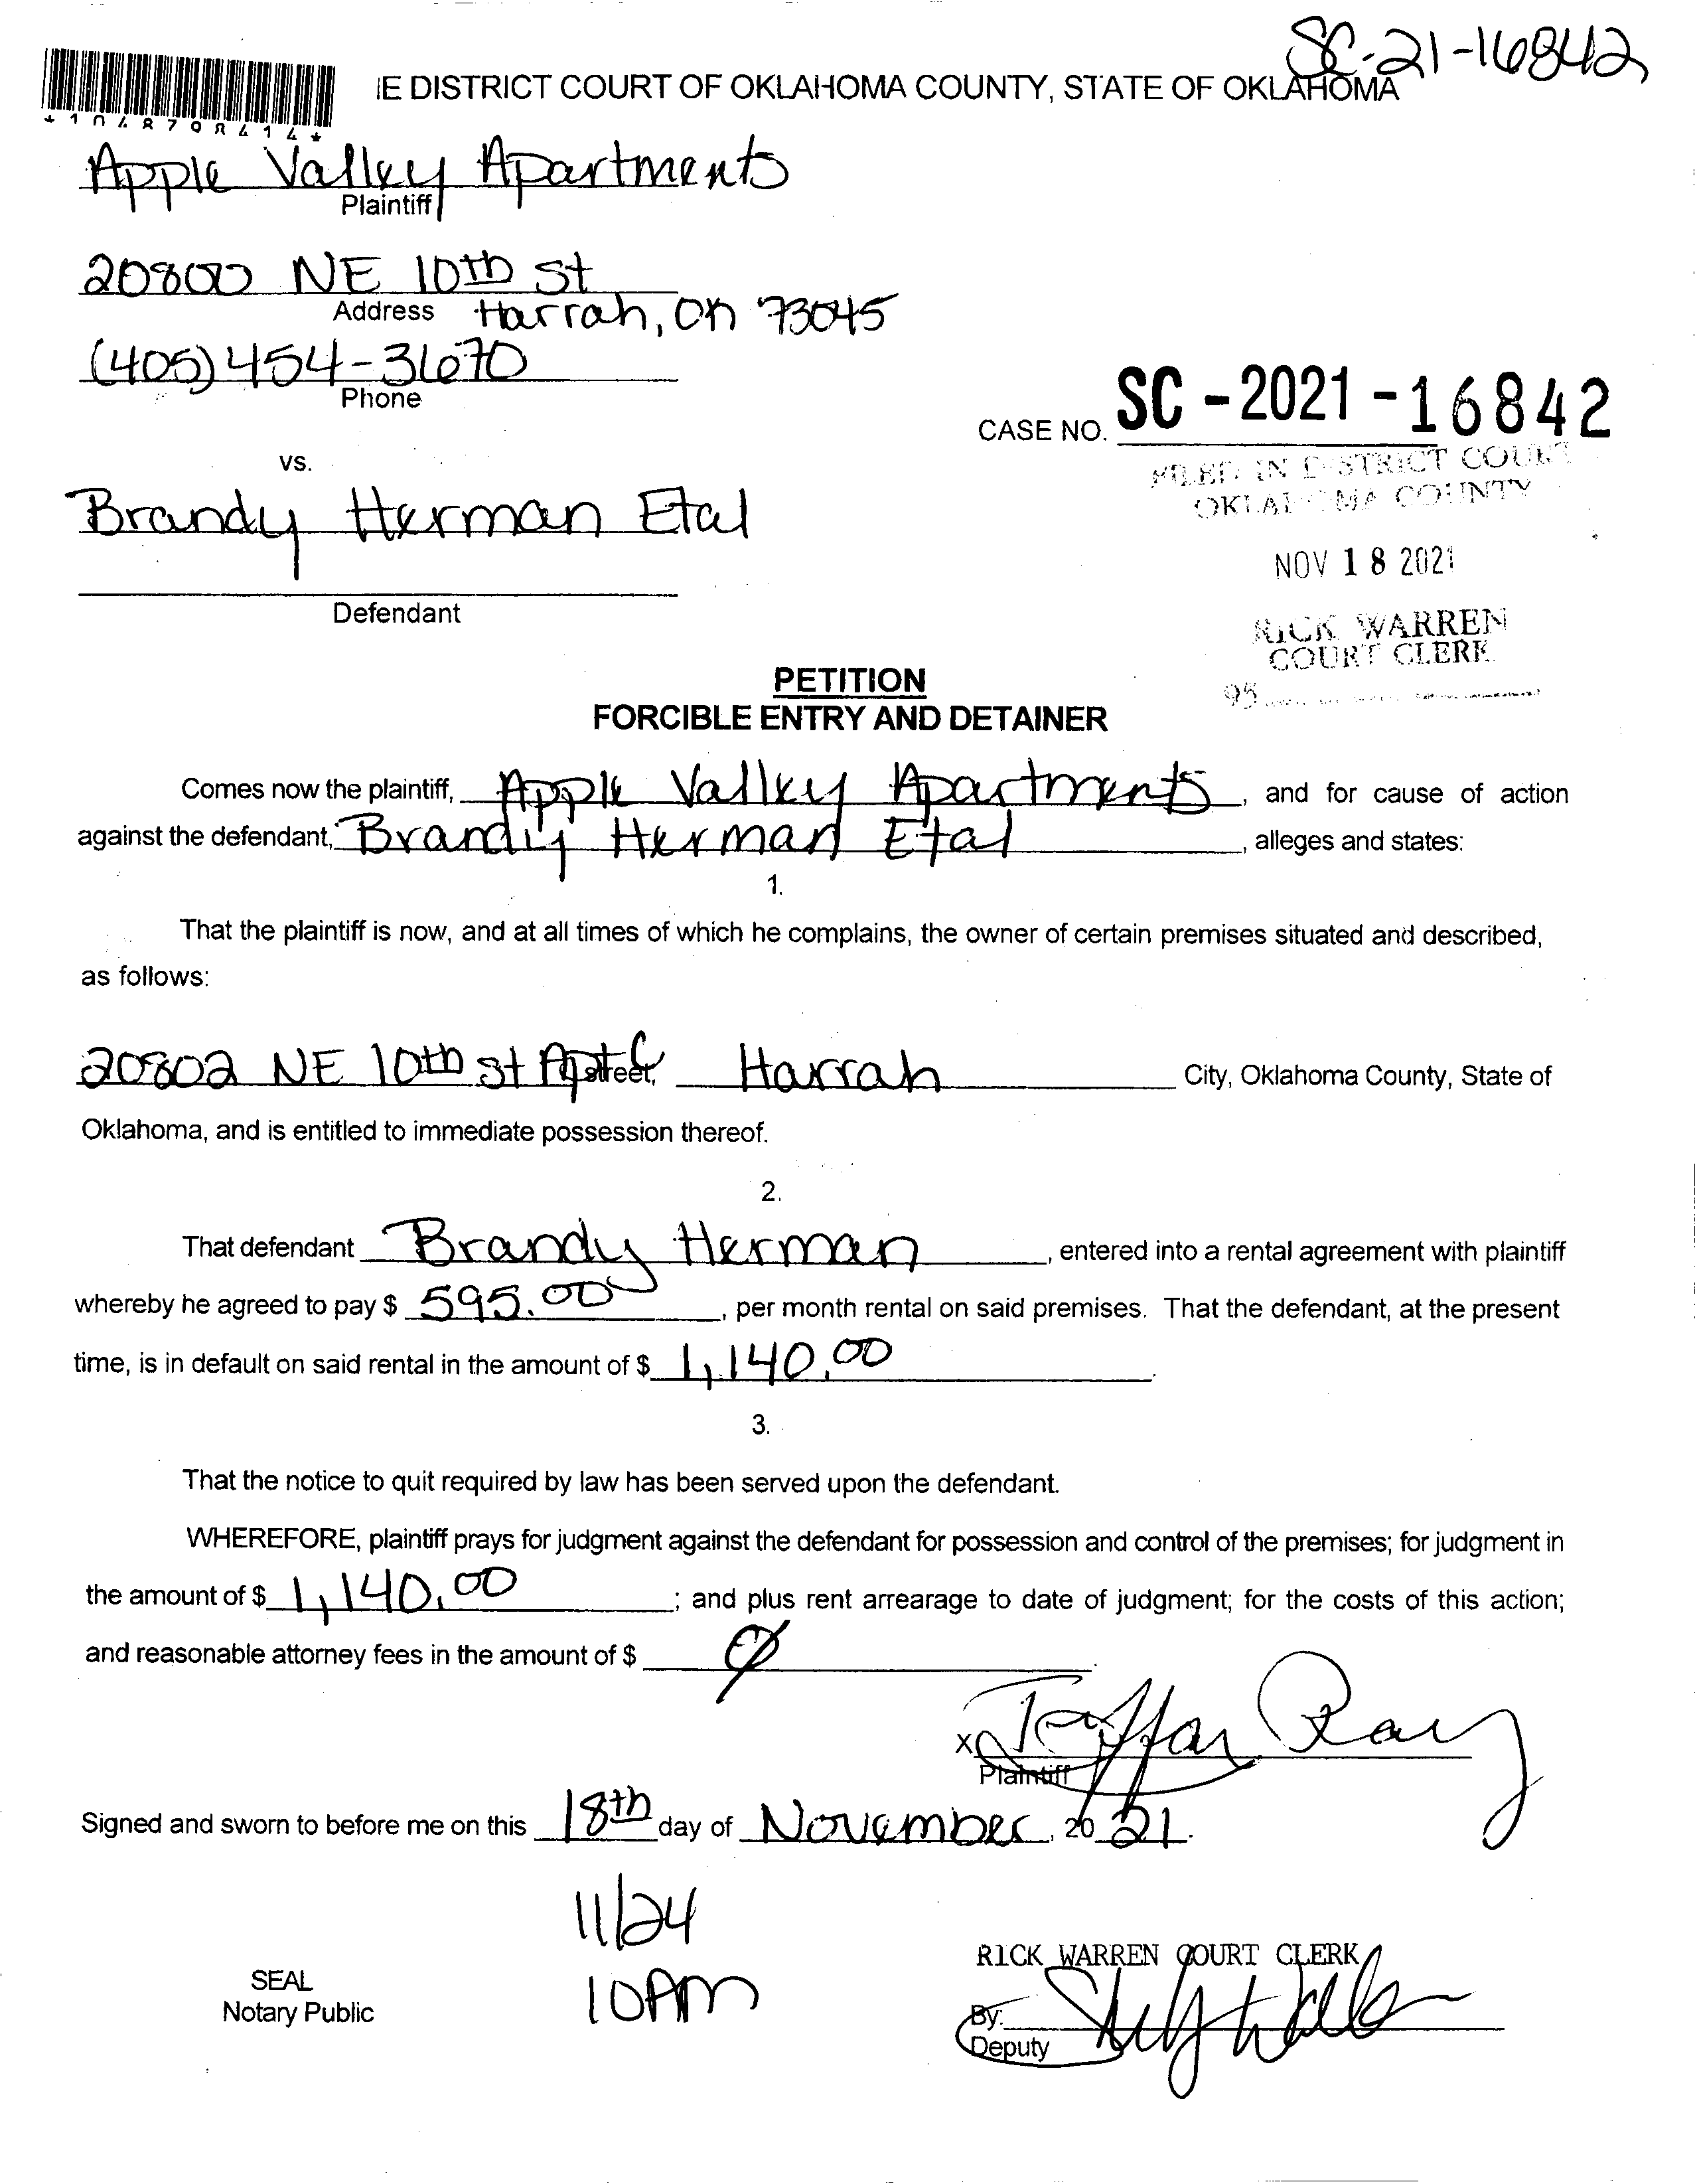 SC-21-16842
IE DISTRICT COURT OF OKLAHOMA COUNTY, STATE OF OKLAHOMA
Apple Valley Apartments
Plaintiff
20800 NE 10th St
Address Harrah, OK 73045
(405) 454-3670
Phone
CASE NO. SC-2021-16842
vs.
FILED IN DISTRICT COURT
OKLAHOMA COUNTY
Brandy Herman Etal
NOV 18 2021
Defendant
RICK WARREN
COURT CLERK
95
PETITION
FORCIBLE ENTRY AND DETAINER
Comes now the plaintiff, Apple Valley Apartments, and for cause of action
against the defendant, Brandy Herman Etal, alleges and states:
1.
That the plaintiff is now, and at all times of which he complains, the owner of certain premises situated and described,
as follows:
20802 NE 10th St Apt C Street, Harrah City, Oklahoma County, State of
Oklahoma, and is entitled to immediate possession thereof.
2.
That defendant Brandy Herman, entered into a rental agreement with plaintiff
whereby he agreed to pay $ 595.00, per month rental on said premises. That the defendant, at the present
time, is in default on said rental in the amount of $ 1,140.00.
3.
That the notice to quit required by law has been served upon the defendant.
WHEREFORE, plaintiff prays for judgment against the defendant for possession and control of the premises; for judgment in
the amount of $ 1,140.00; and plus rent arrearage to date of judgment; for the costs of this action;
and reasonable attorney fees in the amount of $ Ø.
X
Plaintiff
Signed and sworn to before me on this 18th day of November, 2021.
11/24
10AM
RICK WARREN COURT CLERK
SEAL
Notary Public
By:
Deputy